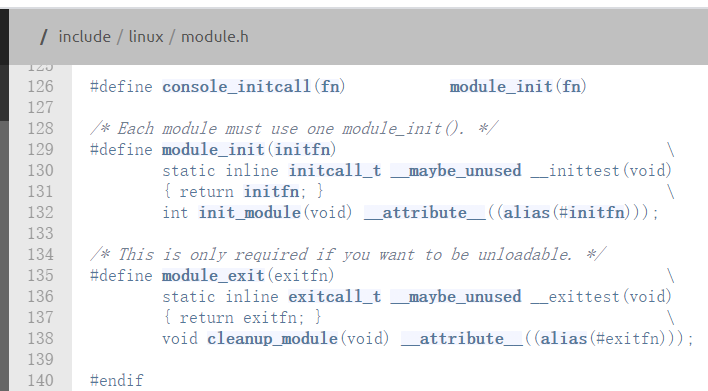 / include / linux / module.h
125
126 #define console_initcall(fn) module_init(fn)
127
128 /* Each module must use one module_init(). */
129 #define module_init(initfn) \
130 static inline initcall_t __maybe_unused __inittest(void)
131 { return initfn; } \
132 int init_module(void) __attribute__((alias(#initfn)));
133
134 /* This is only required if you want to be unloadable. */
135 #define module_exit(exitfn) \
136 static inline exitcall_t __maybe_unused __exittest(void)
137 { return exitfn; } \
138 void cleanup_module(void) __attribute__((alias(#exitfn)));
139
140 #endif